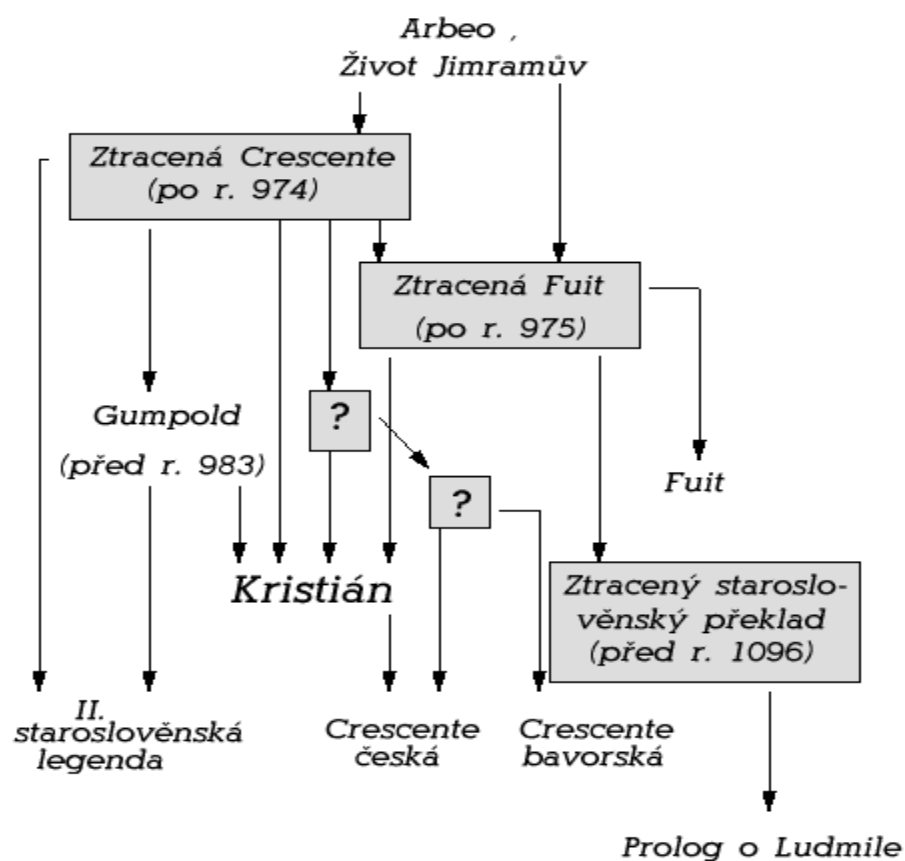 Arbeo ,
Život Jimramův
Ztracená Crescente
(po r. 974)
Ztracená Fuit
(po r. 975)
Gumpold
(před r. 983)
?
?
Fuit
Kristián
Ztracený staroslo-
věnský překlad
(před r. 1096)
II.
staroslověnská
legenda
Crescente
česká
Crescente
bavorská
Prolog o Ludmile